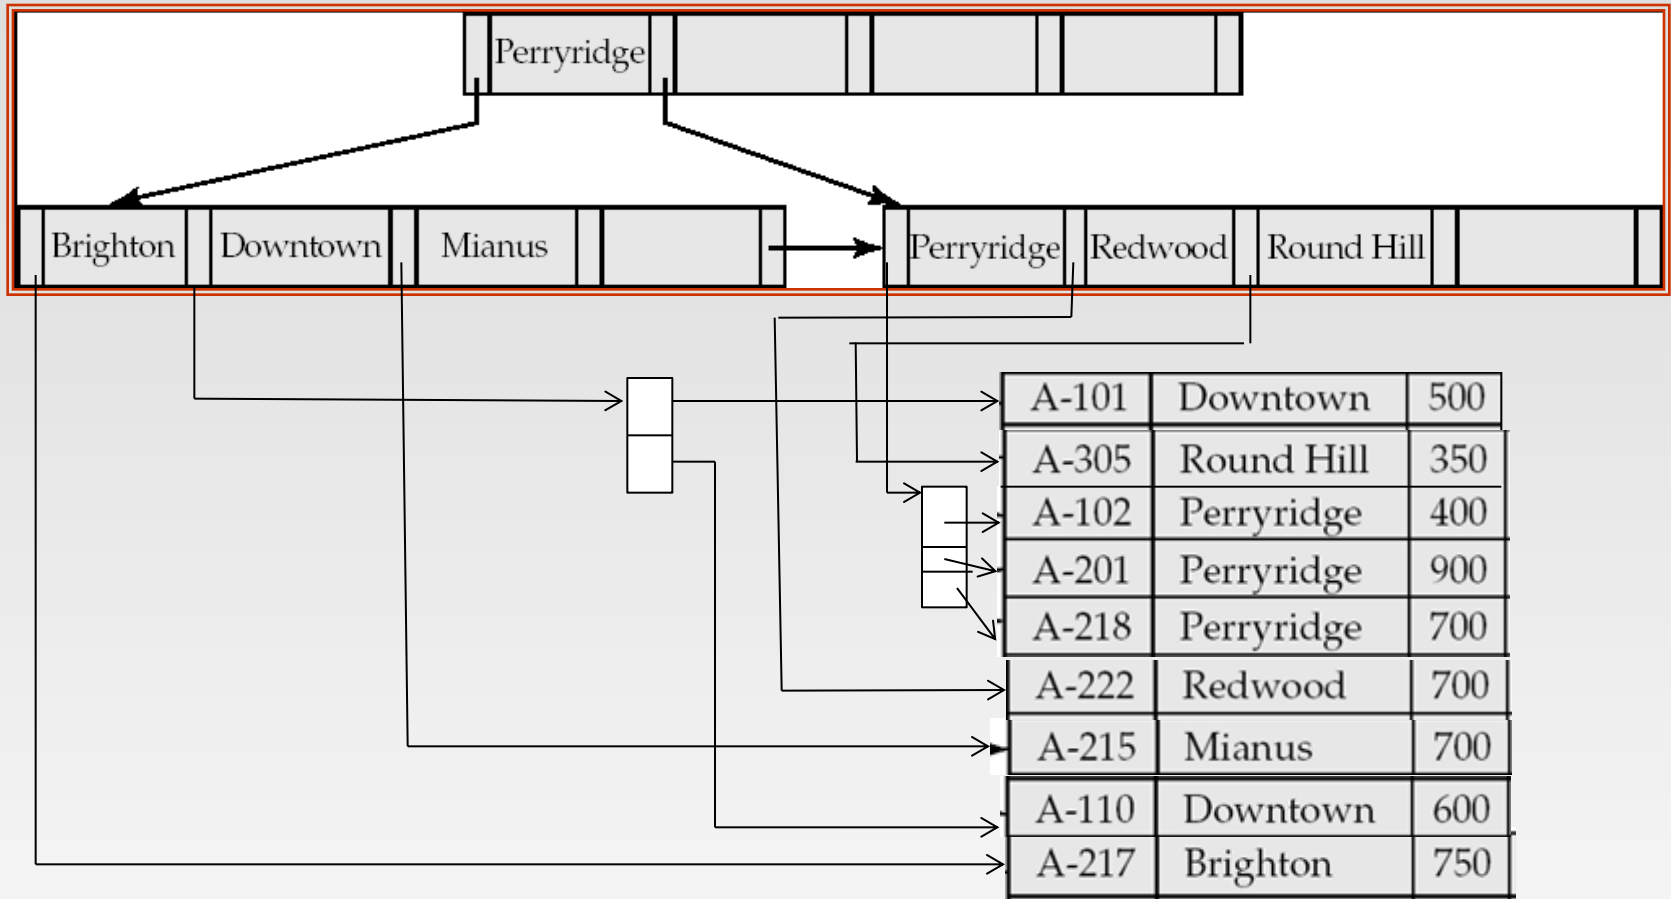 Perryridge
Brighton Downtown Mianus Perryridge Redwood Round Hill
A-101 Downtown 500
A-305 Round Hill 350
A-102 Perryridge 400
A-201 Perryridge 900
A-218 Perryridge 700
A-222 Redwood 700
A-215 Mianus 700
A-110 Downtown 600
A-217 Brighton 750